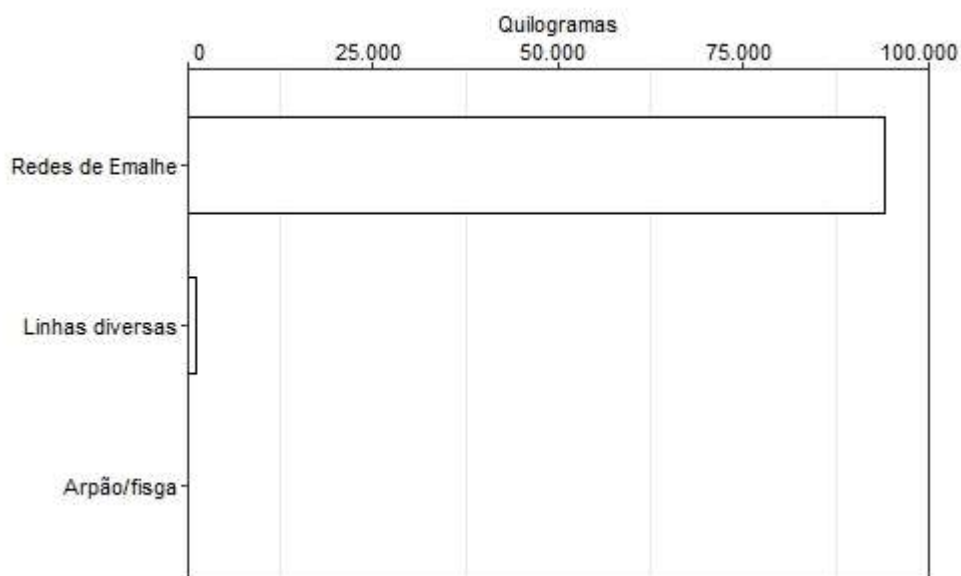 Quilogramas
0 25.000 50.000 75.000 100.000
Redes de Emalhe
Linhas diversas
Arpão/fisga